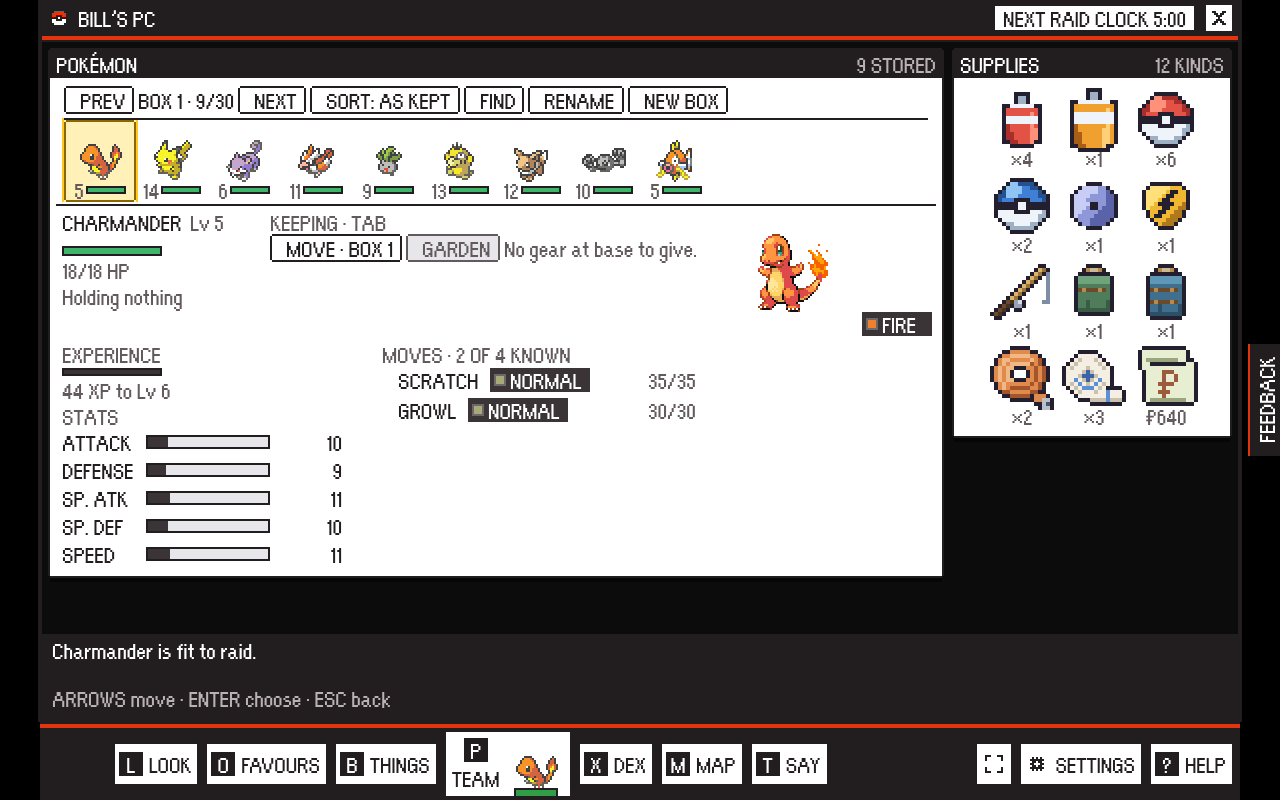 BILL'S PC
NEXT RAID CLOCK 5:00 X
POKÉMON 9 STORED
SUPPLIES 12 KINDS
PREV BOX 1 · 9/30 NEXT SORT: AS KEPT FIND RENAME NEW BOX
5 14 6 11 9 13 12 10 5
CHARMANDER Lv 5
18/18 HP
Holding nothing
KEEPING · TAB
MOVE · BOX 1 GARDEN No gear at base to give.
FIRE
EXPERIENCE
44 XP to Lv 6
STATS
ATTACK 10
DEFENSE 9
SP. ATK 11
SP. DEF 10
SPEED 11
MOVES · 2 OF 4 KNOWN
SCRATCH NORMAL 35/35
GROWL NORMAL 30/30
×4 ×1 ×6
×2 ×1 ×1
×1 ×1 ×1
×2 ×3 ₽640
FEEDBACK
Charmander is fit to raid.
ARROWS move · ENTER choose · ESC back
L LOOK O FAVOURS B THINGS P TEAM X DEX M MAP T SAY SETTINGS ? HELP